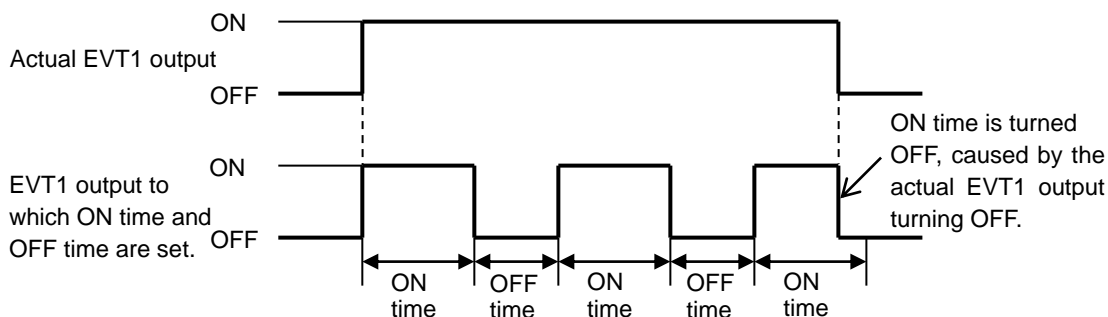 ON
Actual EVT1 output
OFF
ON
EVT1 output to
which ON time and
OFF time are set.
OFF
ON time is turned
OFF, caused by the
actual EVT1 output
turning OFF.
ON
time
OFF
time
ON
time
OFF
time
ON
time